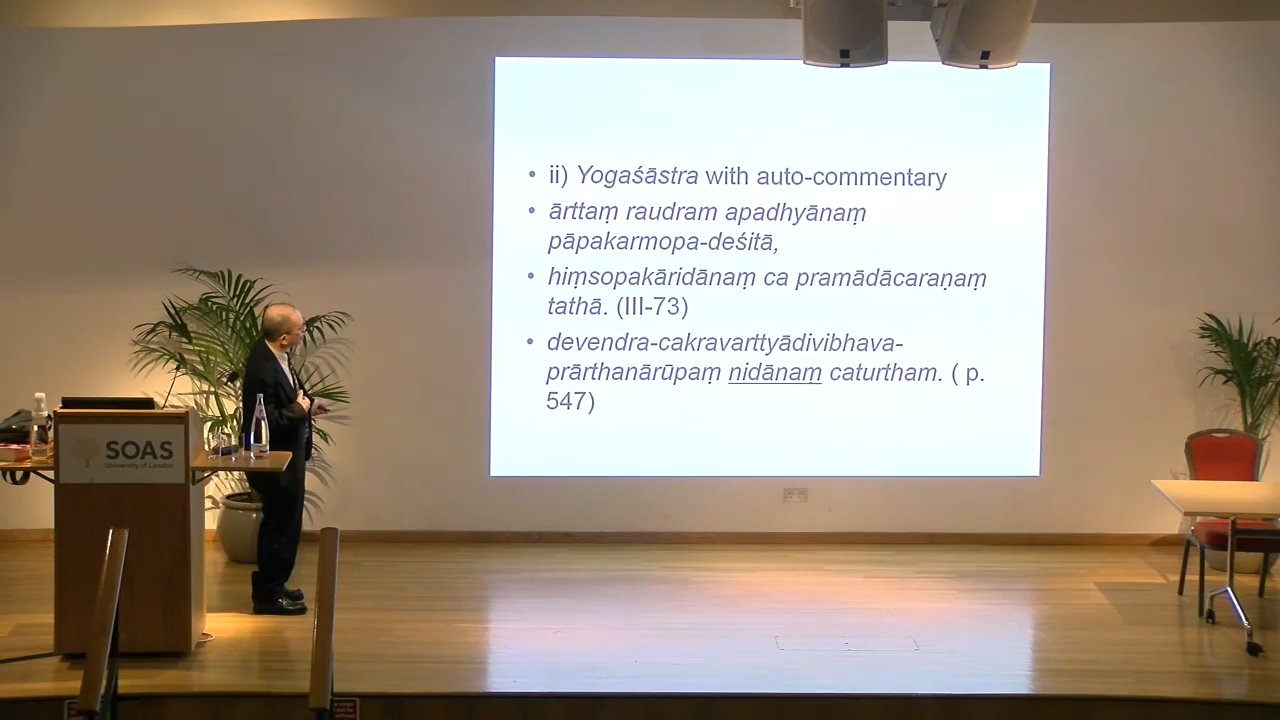 • ii) Yogaśāstra with auto-commentary
• ārttaṃ raudram apadhyānaṃ
pāpakarmopa-deśitā,
• hiṃsopakāridānaṃ ca pramādācaraṇaṃ
tathā. (III-73)
• devendra-cakravarttyādivibhava-
prārthanārūpaṃ nidānaṃ caturtham. ( p.
547)
SOAS
University of London